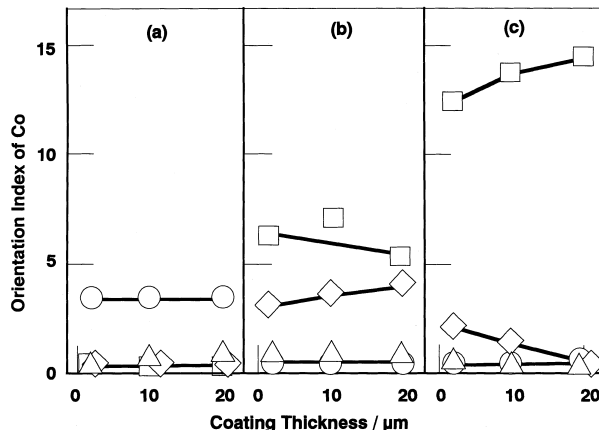 (a) (b) (c)
15
10
5
0
Orientation Index of Co
0 10 20 0 10 20 0 10 20
Coating Thickness / μm